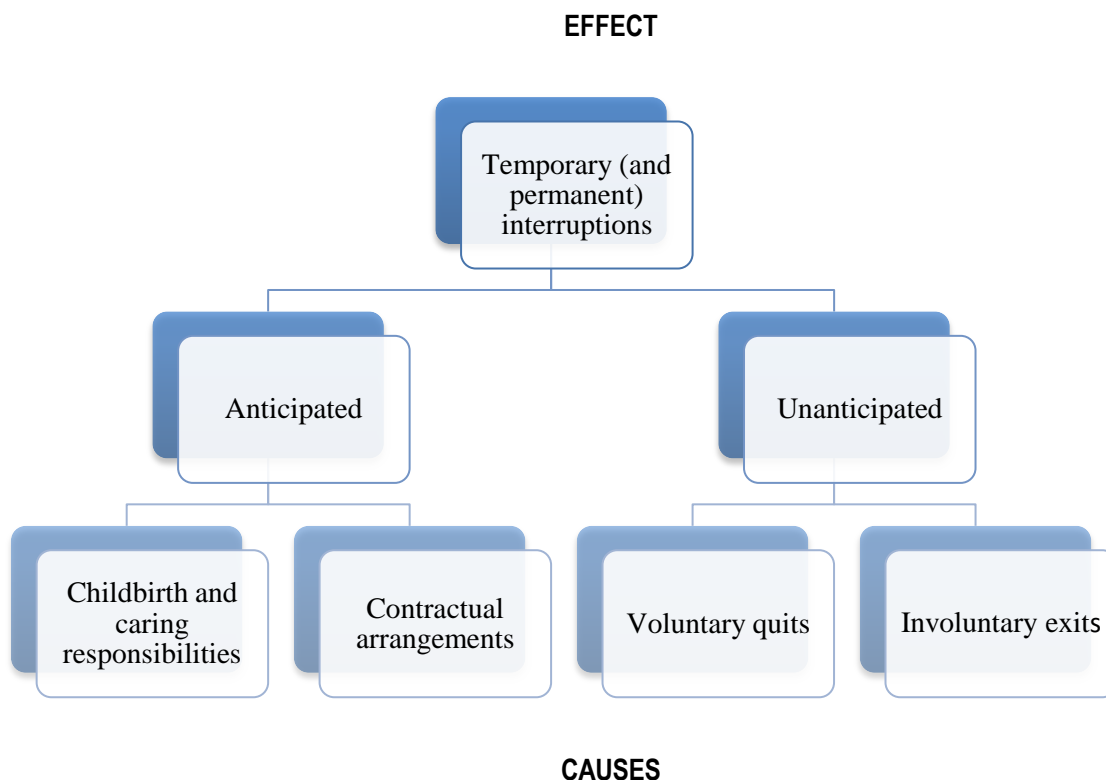 EFFECT
Temporary (and
permanent)
interruptions
Anticipated
Unanticipated
Childbirth and
caring
responsibilities
Contractual
arrangements
Voluntary quits
Involuntary exits
CAUSES